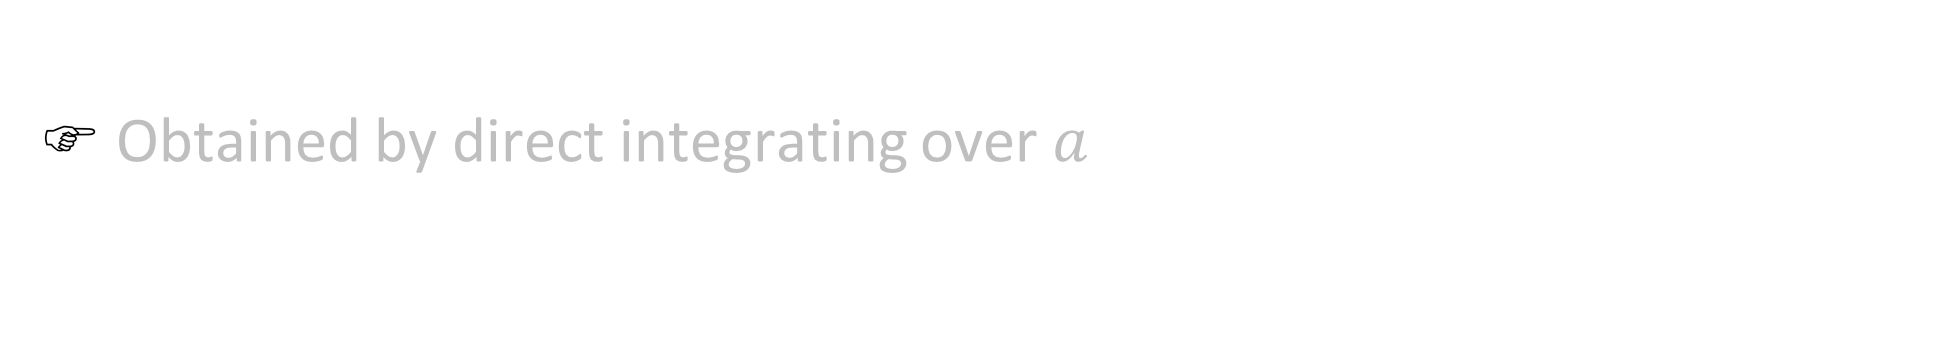 ☞ Obtained by direct integrating over 𝑎